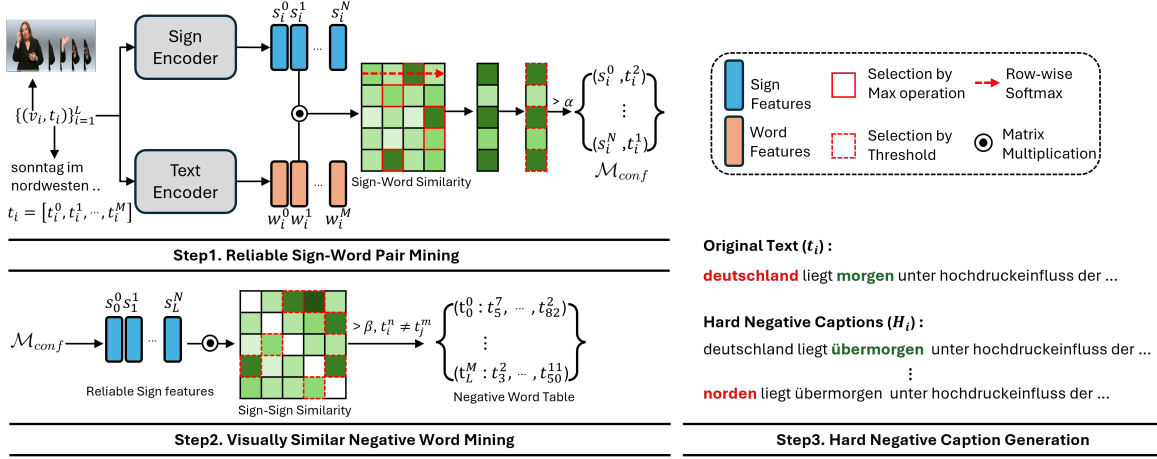 Sign
Encoder
s_i^0 s_i^1 ... s_i^N
{(v_i, t_i)}_{i=1}^L
sonntag im
nordwesten ..
t_i = [t_i^0, t_i^1, ..., t_i^M]
Text
Encoder
w_i^0 w_i^1 ... w_i^M
Sign-Word Similarity
> α
(s_i^0 ,t_i^2)
⋮
(s_i^N ,t_i^1)
M_conf
Step1. Reliable Sign-Word Pair Mining
Sign
Features
Selection by
Max operation
Row-wise
Softmax
Word
Features
Selection by
Threshold
Matrix
Multiplication
M_conf
s_0^0 s_1^1 ... s_L^N
Reliable Sign features
Sign-Sign Similarity
> β, t_i^n ≠ t_j^m
(t_0^0 : t_5^7, ... , t_82^2)
⋮
(t_L^M : t_3^2, ... , t_50^11)
Negative Word Table
Step2. Visually Similar Negative Word Mining
Original Text (t_i) :
deutschland liegt morgen unter hochdruckeinfluss der ...
Hard Negative Captions (H_i) :
deutschland liegt übermorgen unter hochdruckeinfluss der ...
⋮
norden liegt übermorgen unter hochdruckeinfluss der ...
Step3. Hard Negative Caption Generation